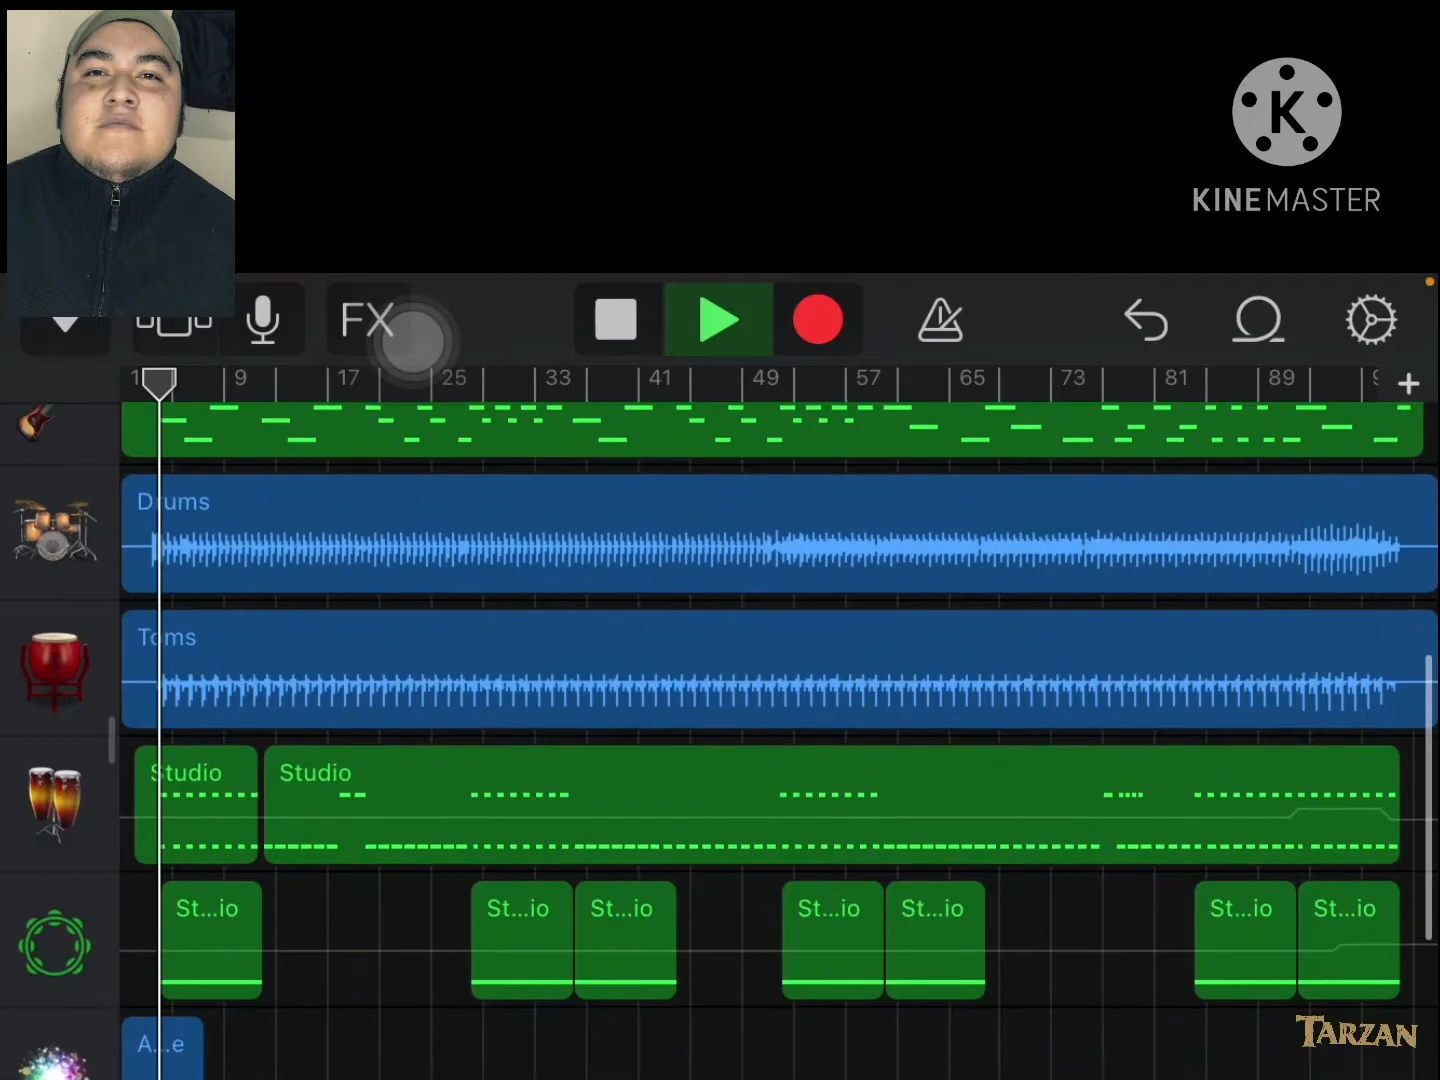 K
KINEMASTER
FX
1 9 17 25 33 41 49 57 65 73 81 89 9 +
Drums
Toms
Studio Studio
St...io St...io St...io St...io St...io St...io St...io
A...e
TARZAN